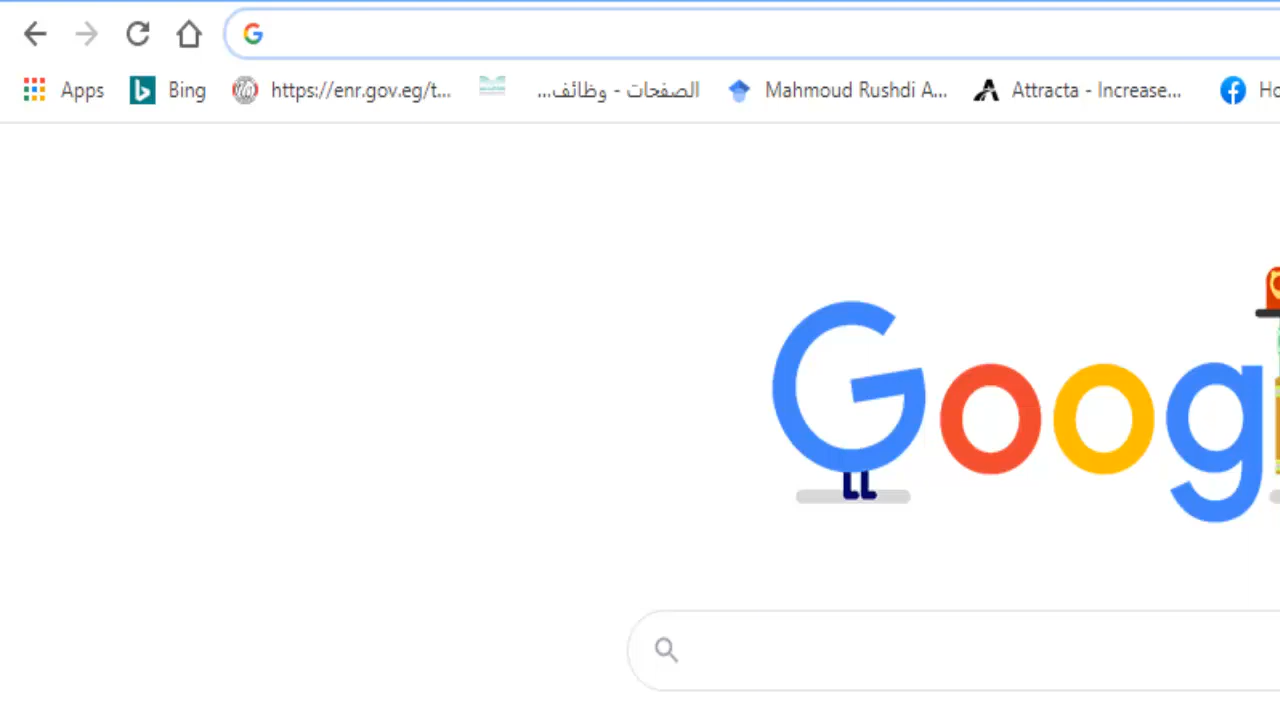 Apps Bing https://enr.gov.eg/t... الصفحات - وظائف... Mahmoud Rushdi A... Attracta - Increase... Ho
Goog